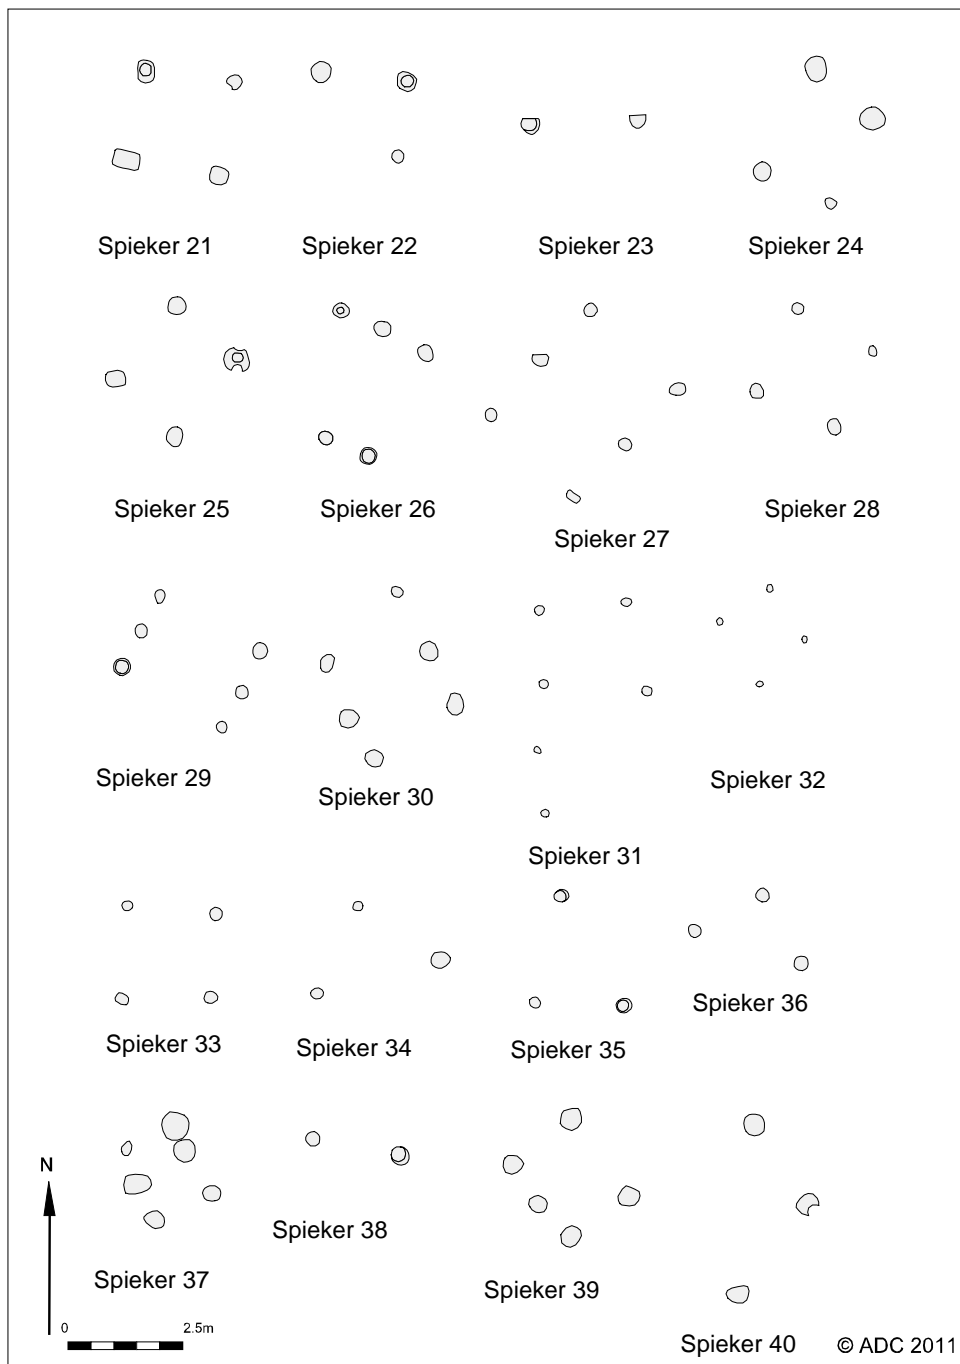 Spieker 21
Spieker 22
Spieker 23
Spieker 24
Spieker 25
Spieker 26
Spieker 27
Spieker 28
Spieker 29
Spieker 30
Spieker 31
Spieker 32
Spieker 33
Spieker 34
Spieker 35
Spieker 36
Spieker 37
Spieker 38
Spieker 39
Spieker 40
N
0 2.5m
© ADC 2011